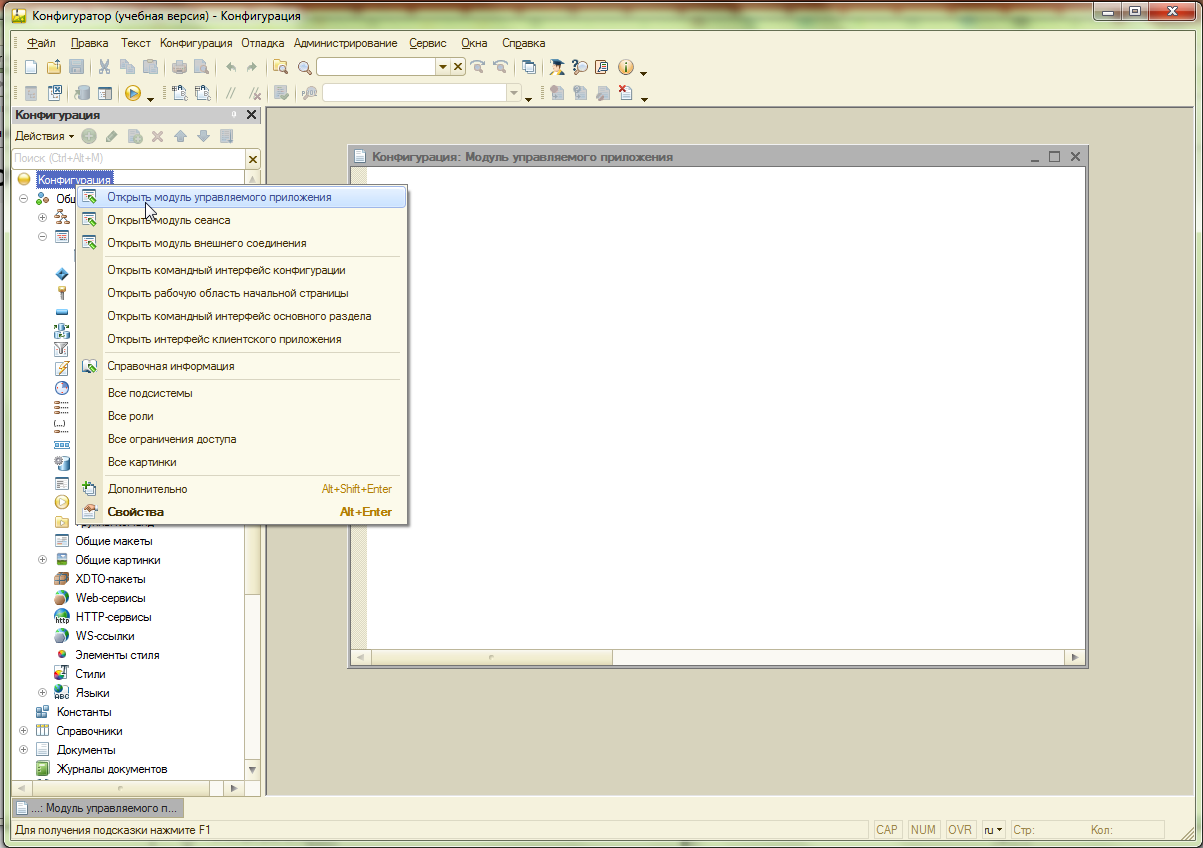 Конфигуратор (учебная версия) - Конфигурация
Файл Правка Текст Конфигурация Отладка Администрирование Сервис Окна Справка
Конфигурация
Действия
Поиск (Ctrl+Alt+M)
Конфигурация: Модуль управляемого приложения
Конфигурация
Открыть модуль управляемого приложения
Открыть модуль сеанса
Открыть модуль внешнего соединения
Открыть командный интерфейс конфигурации
Открыть рабочую область начальной страницы
Открыть командный интерфейс основного раздела
Открыть интерфейс клиентского приложения
Справочная информация
Все подсистемы
Все роли
Все ограничения доступа
Все картинки
Дополнительно Alt+Shift+Enter
Свойства Alt+Enter
Общие макеты
Общие картинки
XDTO-пакеты
Web-сервисы
HTTP-сервисы
WS-ссылки
Элементы стиля
Стили
Языки
Константы
Справочники
Документы
Журналы документов
...: Модуль управляемого п...
Для получения подсказки нажмите F1 CAP NUM OVR ru Стр: Кол: